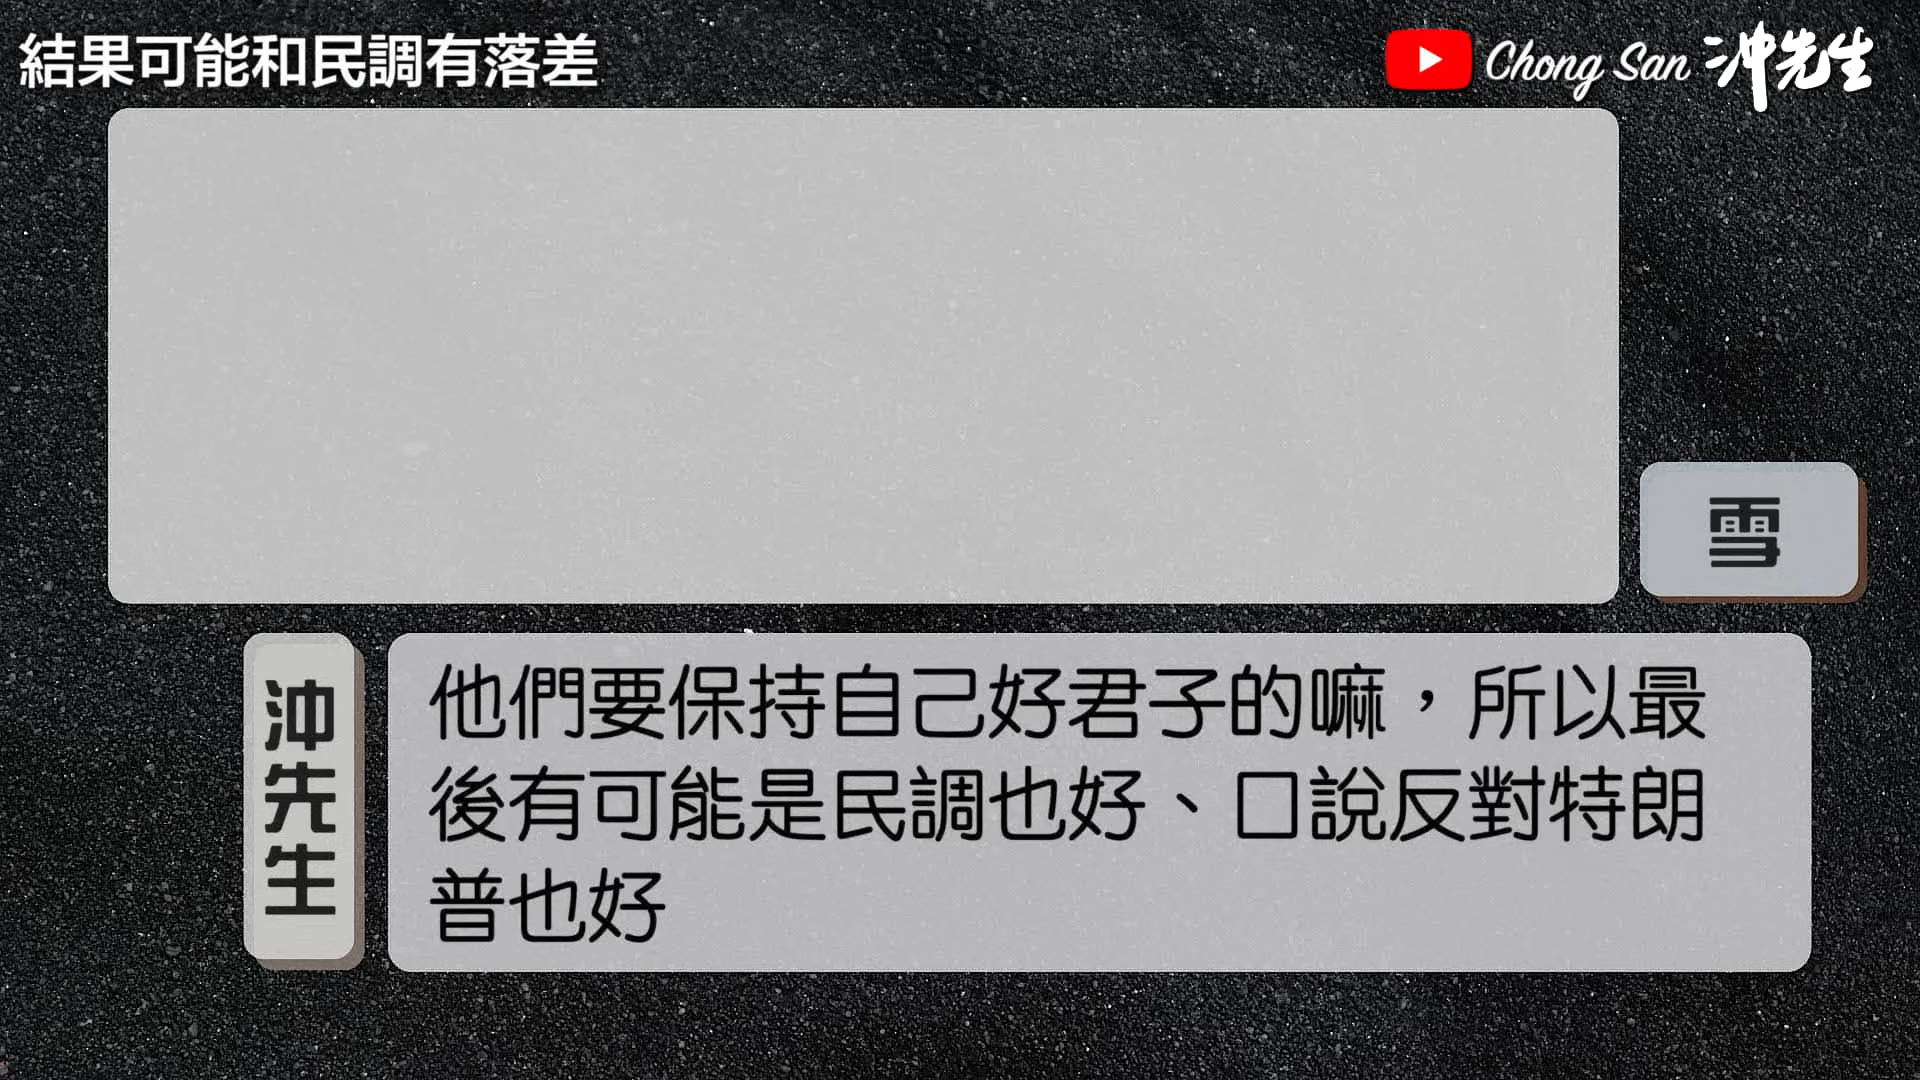 結果可能和民調有落差
Chong San 沖先生
雪
沖先生
他們要保持自己好君子的嘛，所以最
後有可能是民調也好、口說反對特朗
普也好